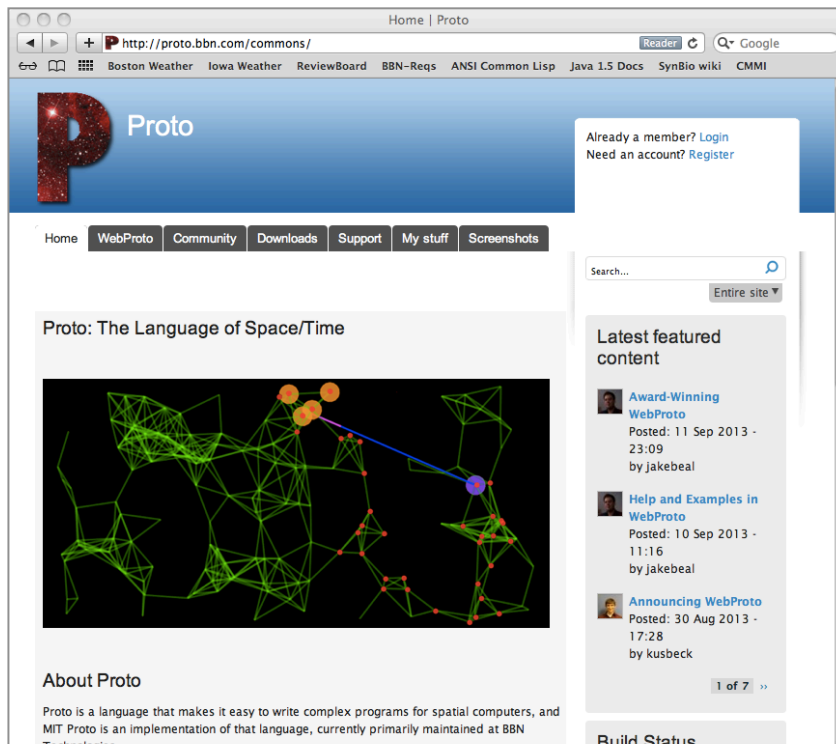 Home | Proto
http://proto.bbn.com/commons/
Reader
Google
Boston Weather Iowa Weather ReviewBoard BBN-Reqs ANSI Common Lisp Java 1.5 Docs SynBio wiki CMMI
P
Proto
Already a member? Login
Need an account? Register
Home WebProto Community Downloads Support My stuff Screenshots
Search...
Entire site
Proto: The Language of Space/Time
About Proto
Proto is a language that makes it easy to write complex programs for spatial computers, and
MIT Proto is an implementation of that language, currently primarily maintained at BBN
Technologies
Latest featured
content
Award-Winning
WebProto
Posted: 11 Sep 2013 -
23:09
by jakebeal
Help and Examples in
WebProto
Posted: 10 Sep 2013 -
11:16
by jakebeal
Announcing WebProto
Posted: 30 Aug 2013 -
17:28
by kusbeck
1 of 7 ››
Build Status